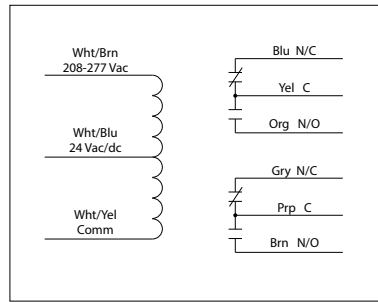 Wht/Brn
208-277 Vac
Wht/Blu
24 Vac/dc
Wht/Yel
Comm
Blu N/C
Yel C
Org N/O
Gry N/C
Prp C
Brn N/O